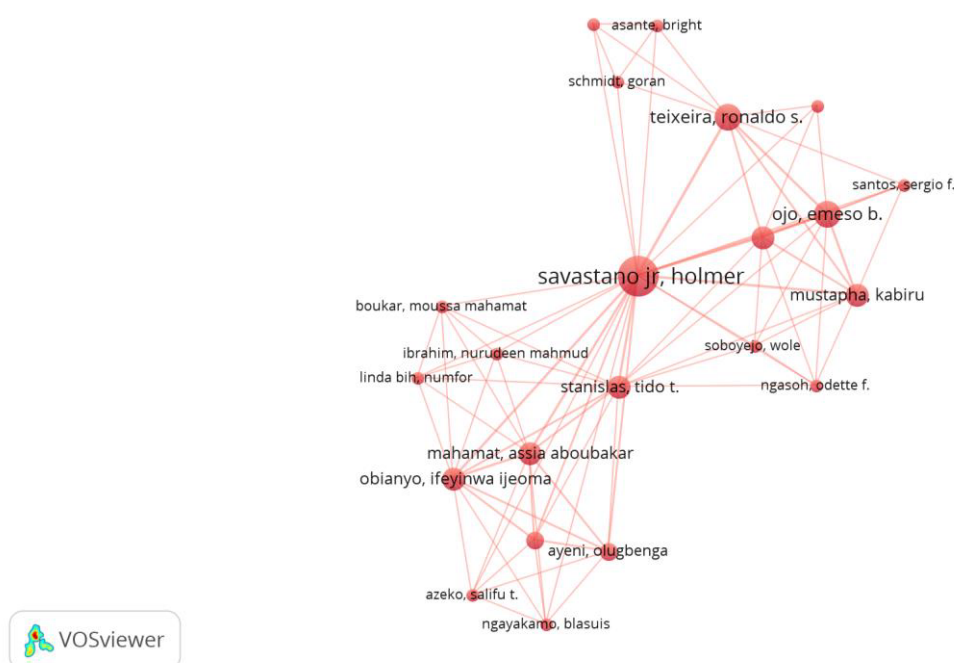 asante, bright
schmidt, goran
teixeira, ronaldo s.
santos, sergio f.
ojo, emeso b.
savastano jr, holmer
mustapha, kabiru
boukar, moussa mahamat
soboyejo, wole
ibrahim, nurudeen mahmud
linda bih, numfor
stanislas, tido t.
ngasoh, odette f.
mahamat, assia aboubakar
obianyo, ifeyinwa ijeoma
ayeni, olugbenga
azeko, salifu t.
ngayakamo, blasuis
VOSviewer